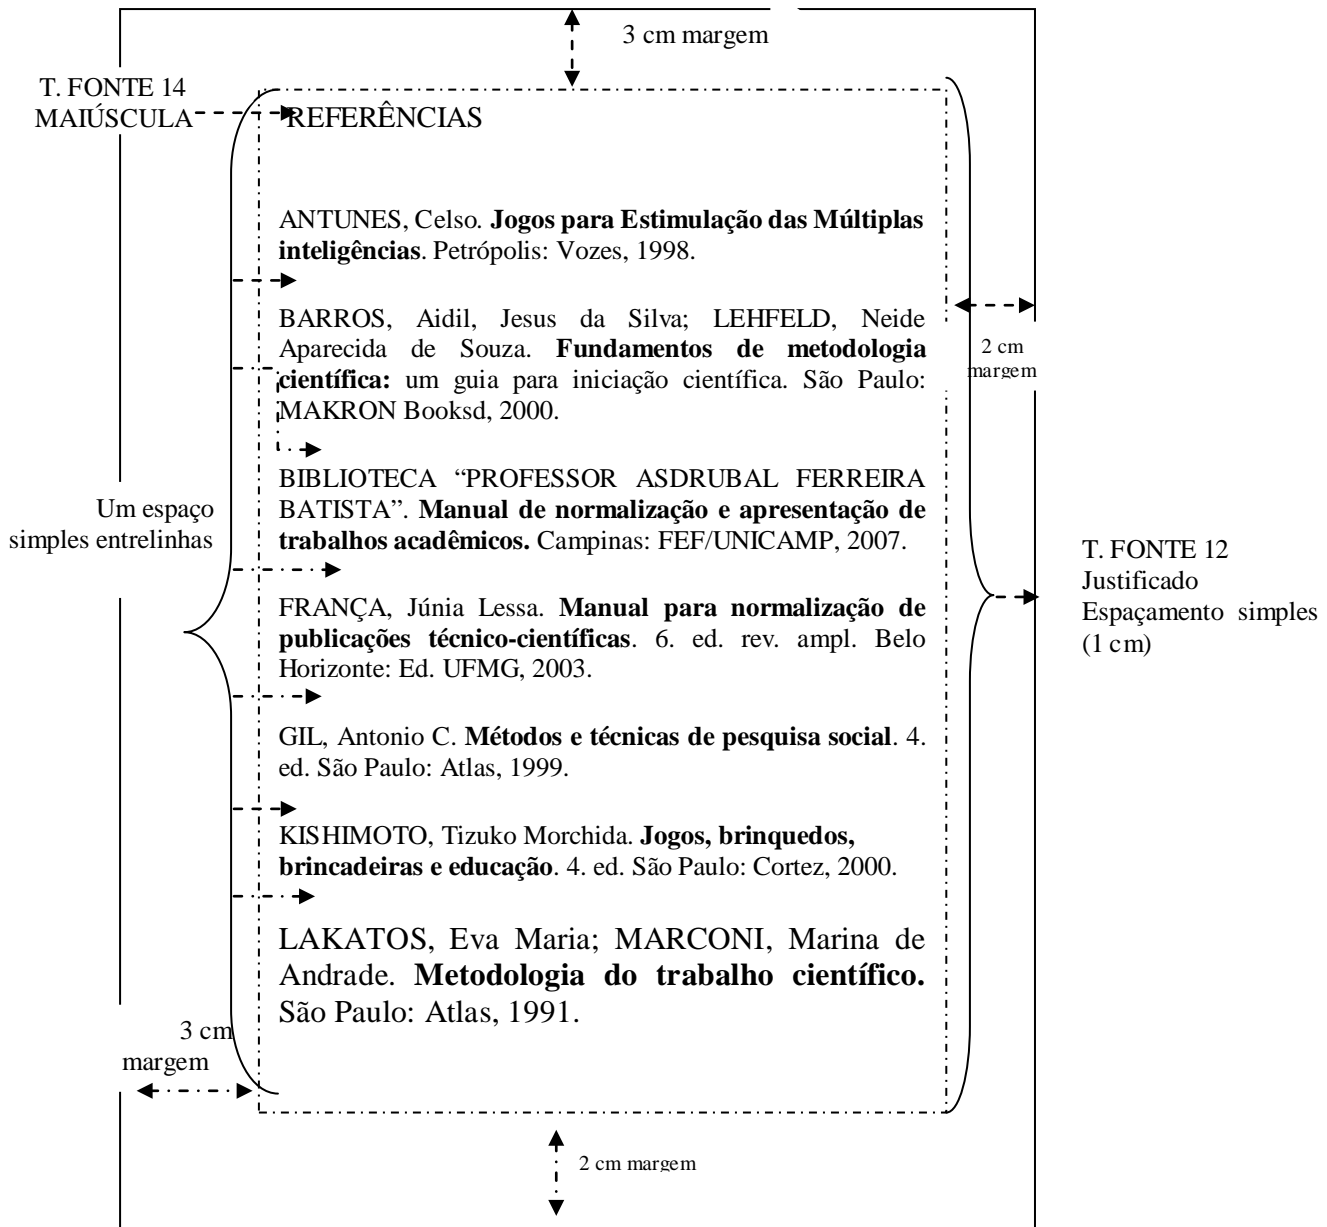 3 cm margem
T. FONTE 14
MAIÚSCULA
REFERÊNCIAS
ANTUNES, Celso. Jogos para Estimulação das Múltiplas
inteligências. Petrópolis: Vozes, 1998.
BARROS, Aidil, Jesus da Silva; LEHFELD, Neide
Aparecida de Souza. Fundamentos de metodologia
científica: um guia para iniciação científica. São Paulo:
MAKRON Booksd, 2000.
2 cm
margem
BIBLIOTECA “PROFESSOR ASDRUBAL FERREIRA
BATISTA”. Manual de normalização e apresentação de
trabalhos acadêmicos. Campinas: FEF/UNICAMP, 2007.
Um espaço
simples entrelinhas
T. FONTE 12
Justificado
Espaçamento simples
(1 cm)
FRANÇA, Júnia Lessa. Manual para normalização de
publicações técnico-científicas. 6. ed. rev. ampl. Belo
Horizonte: Ed. UFMG, 2003.
GIL, Antonio C. Métodos e técnicas de pesquisa social. 4.
ed. São Paulo: Atlas, 1999.
KISHIMOTO, Tizuko Morchida. Jogos, brinquedos,
brincadeiras e educação. 4. ed. São Paulo: Cortez, 2000.
LAKATOS, Eva Maria; MARCONI, Marina de
Andrade. Metodologia do trabalho científico.
São Paulo: Atlas, 1991.
3 cm
margem
2 cm margem